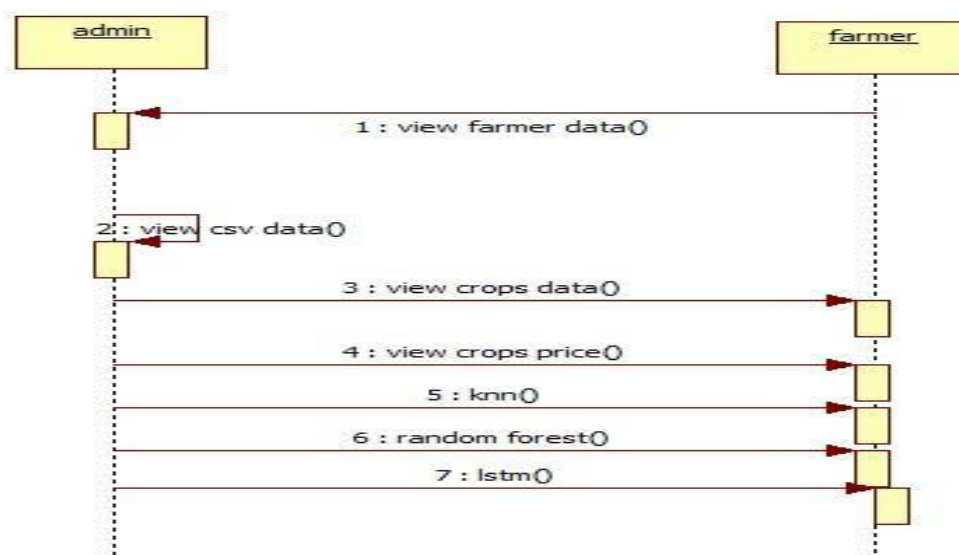 admin
farmer
1 : view farmer data()
2 : view csv data()
3 : view crops data()
4 : view crops price()
5 : knn()
6 : random forest()
7 : lstm()